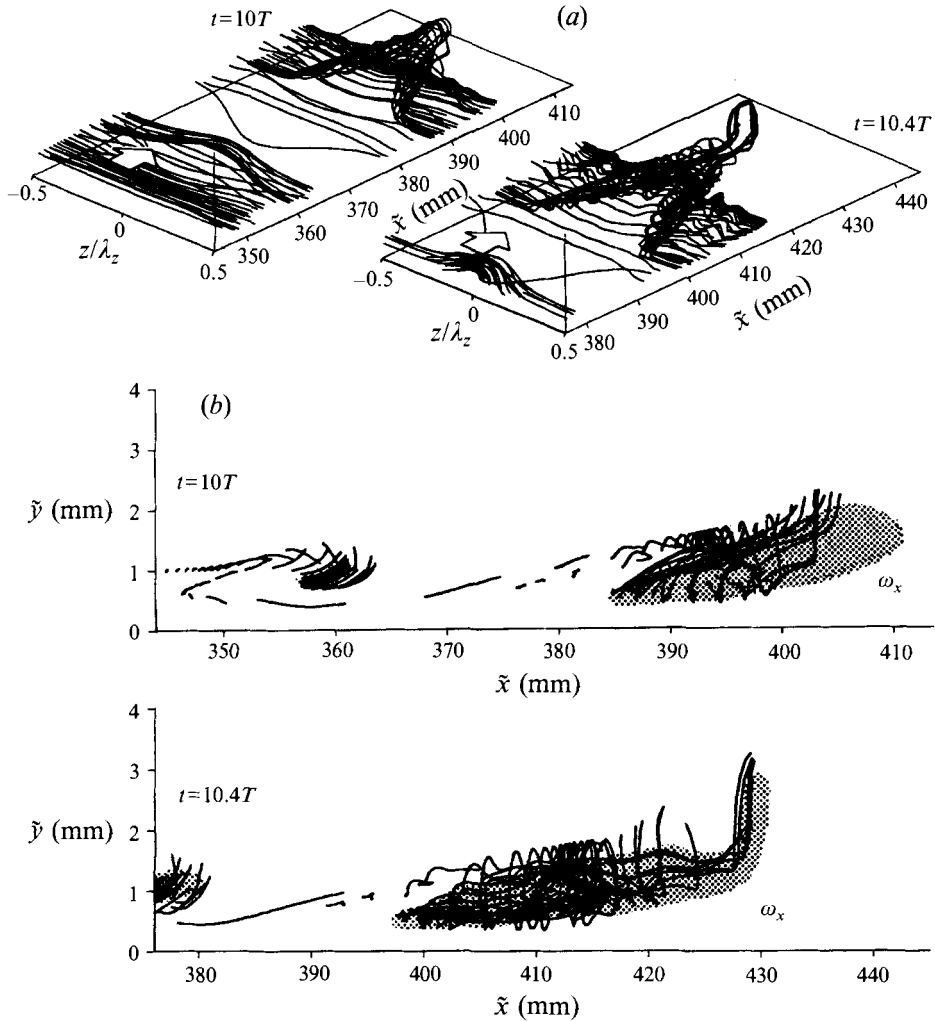 (a)
t=10T
410
400
390
380
370
360
350
−0.5
0
0.5
z/λz
x̃ (mm)
t=10.4T
440
430
420
410
400
390
380
−0.5
0
0.5
z/λz
x̃ (mm)
(b)
t=10T
4
3
2
1
0
ỹ (mm)
ωx
350 360 370 380 390 400 410
x̃ (mm)
t=10.4T
4
3
2
1
0
ỹ (mm)
ωx
380 390 400 410 420 430 440
x̃ (mm)